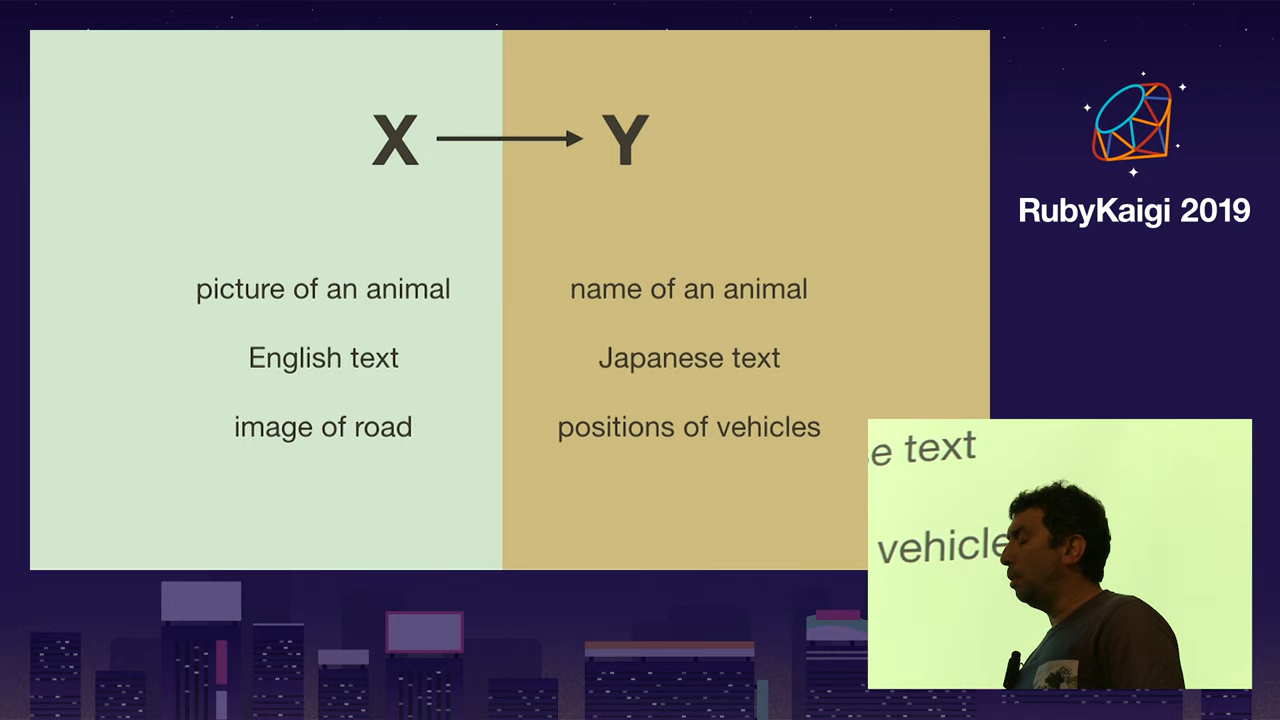 X Y
picture of an animal name of an animal
English text Japanese text
image of road positions of vehicles
RubyKaigi 2019
e text
vehicle